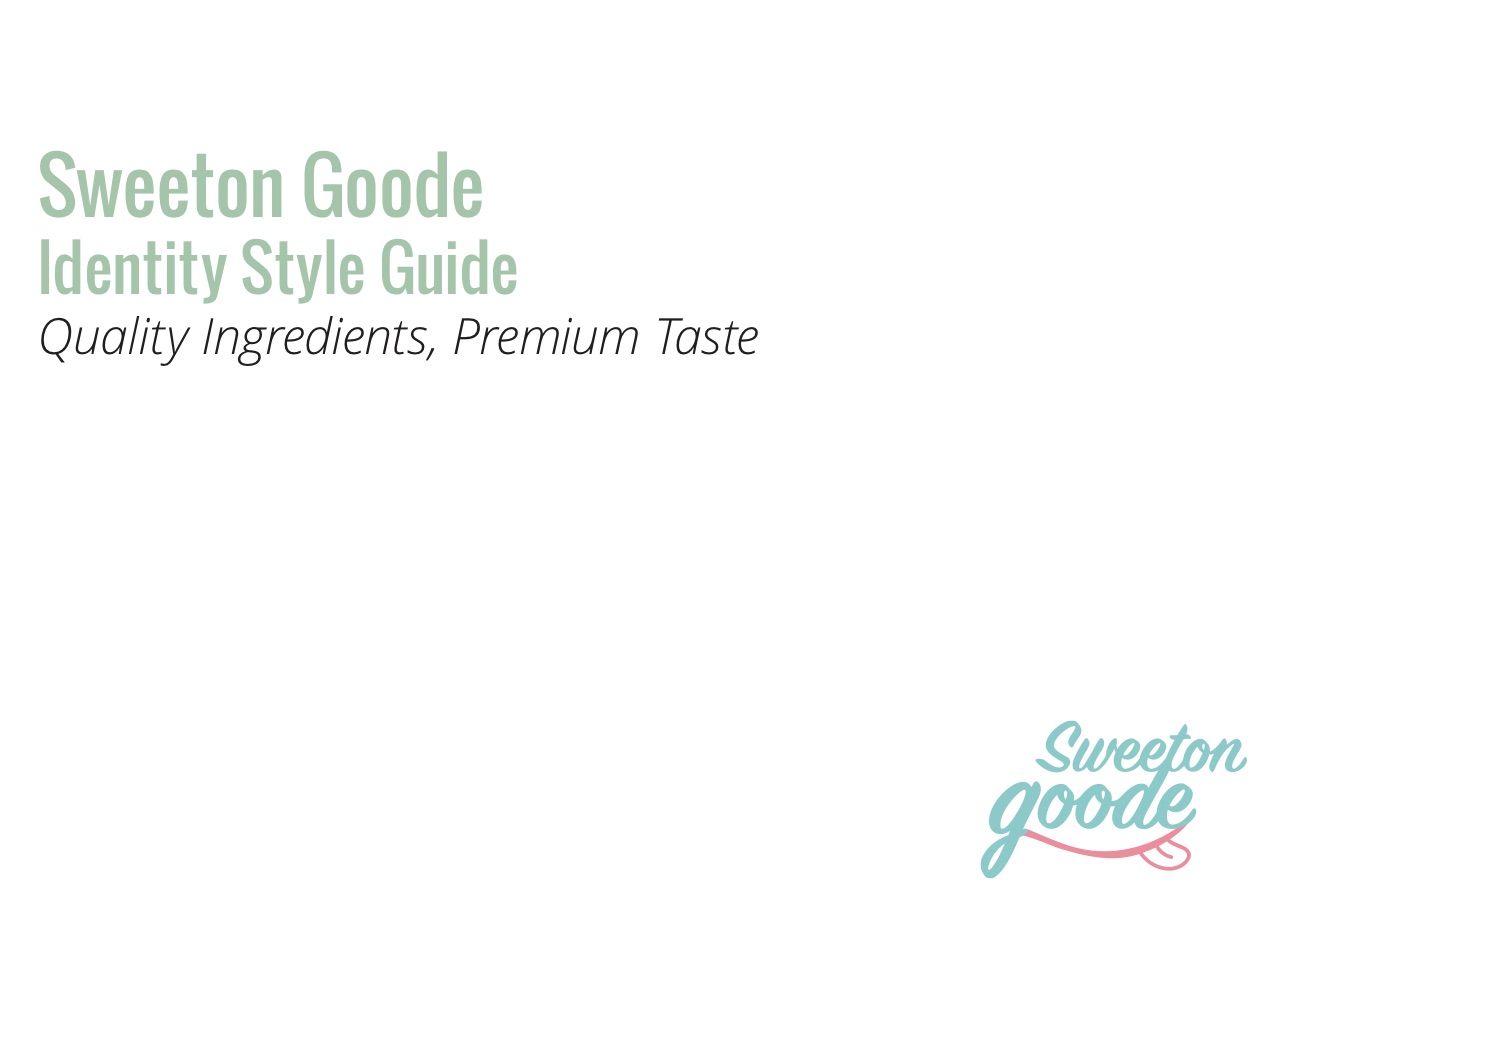 Sweeton Goode
Identity Style Guide
Quality Ingredients, Premium Taste
Sweeton
goode